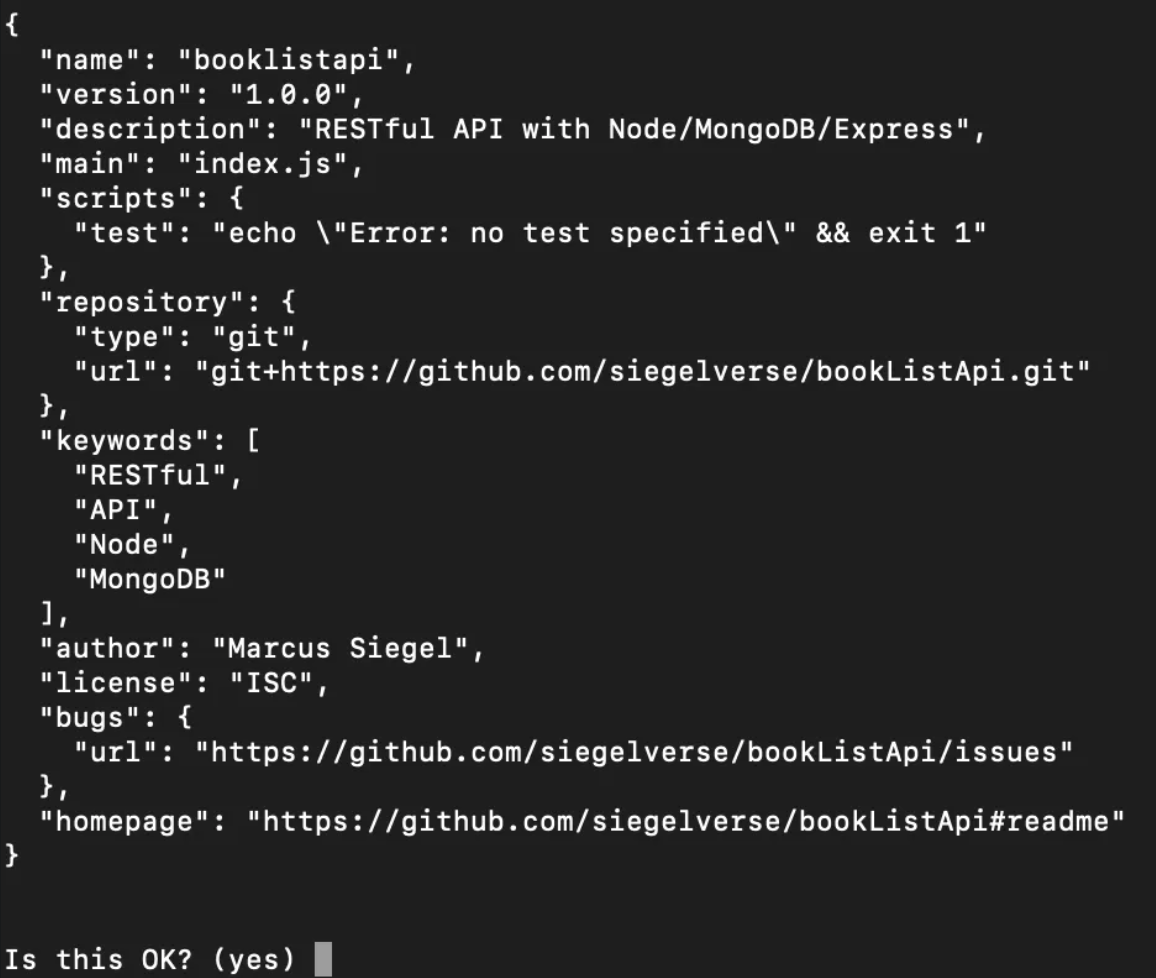 {
  "name": "booklistapi",
  "version": "1.0.0",
  "description": "RESTful API with Node/MongoDB/Express",
  "main": "index.js",
  "scripts": {
    "test": "echo \"Error: no test specified\" && exit 1"
  },
  "repository": {
    "type": "git",
    "url": "git+https://github.com/siegelverse/bookListApi.git"
  },
  "keywords": [
    "RESTful",
    "API",
    "Node",
    "MongoDB"
  ],
  "author": "Marcus Siegel",
  "license": "ISC",
  "bugs": {
    "url": "https://github.com/siegelverse/bookListApi/issues"
  },
  "homepage": "https://github.com/siegelverse/bookListApi#readme"
}
Is this OK? (yes)